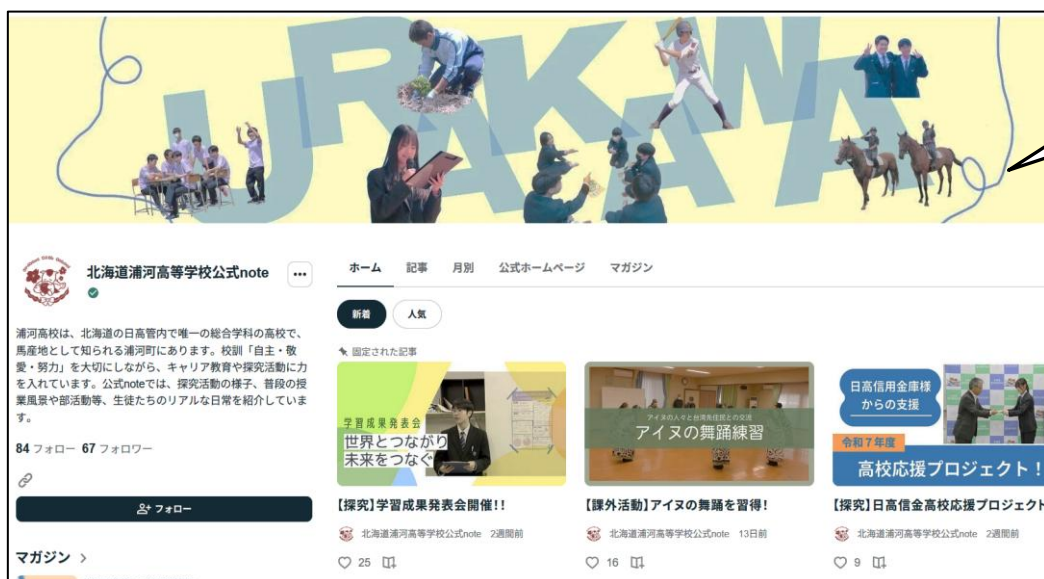 URAKAWA
北海道浦河高等学校公式note
ホーム 記事 月別 公式ホームページ マガジン
新着 人気
浦河高校は、北海道の日高管内で唯一の総合学科の高校で、
馬産地として知られる浦河町にあります。校訓「自主・敬
愛・努力」を大切にしながら、キャリア教育や探究活動に力
を入れています。公式noteでは、探究活動の様子、普段の授
業風景や部活動等、生徒たちのリアルな日常を紹介していま
す。
84 フォロー 67 フォロワー
フォロー
マガジン
固定された記事
学習成果発表会
世界とつながり
未来をつなぐ
【探究】学習成果発表会開催!!
北海道浦河高等学校公式note 2週間前
25
アイヌの人々と台湾先住民との交流
アイヌの舞踊練習
【課外活動】アイヌの舞踊を習得!
北海道浦河高等学校公式note 13日前
16
日高信用金庫様
からの支援
令和7年度
高校応援プロジェクト!
【探究】日高信金高校応援プロジェクト
北海道浦河高等学校公式note 2週間前
9